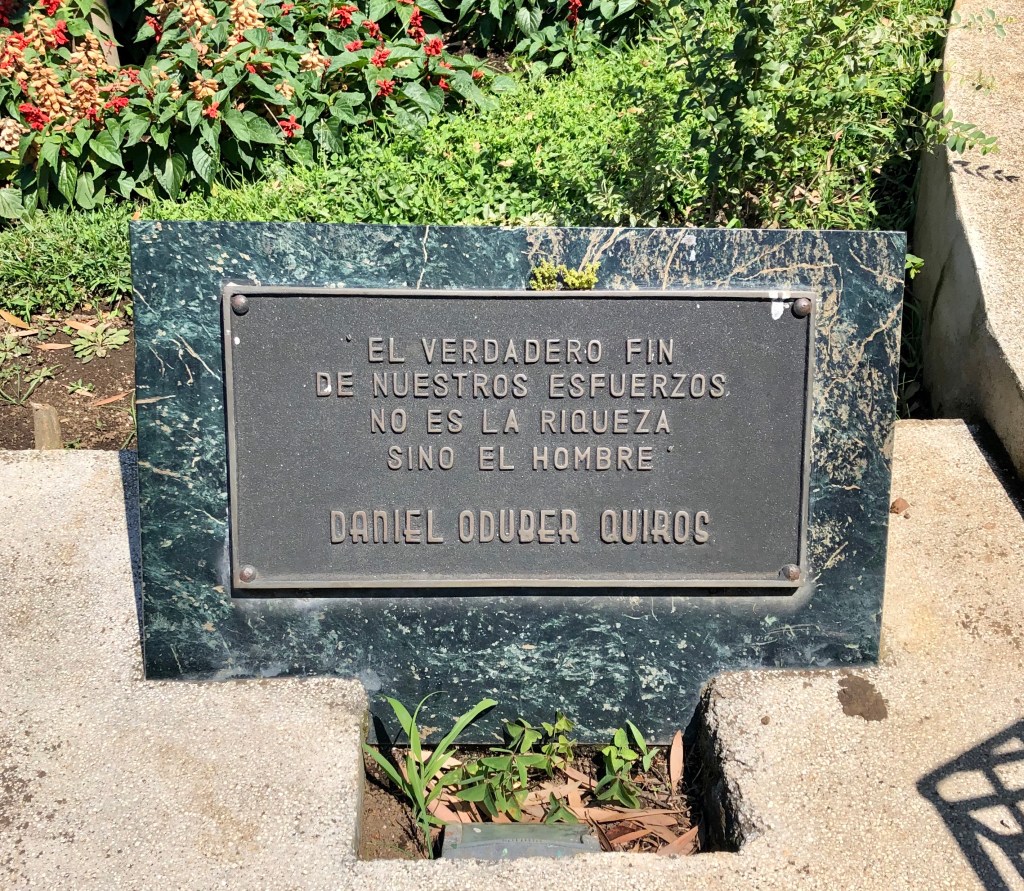 EL VERDADERO FIN
DE NUESTROS ESFUERZOS
NO ES LA RIQUEZA
SINO EL HOMBRE
DANIEL ODUBER QUIROS